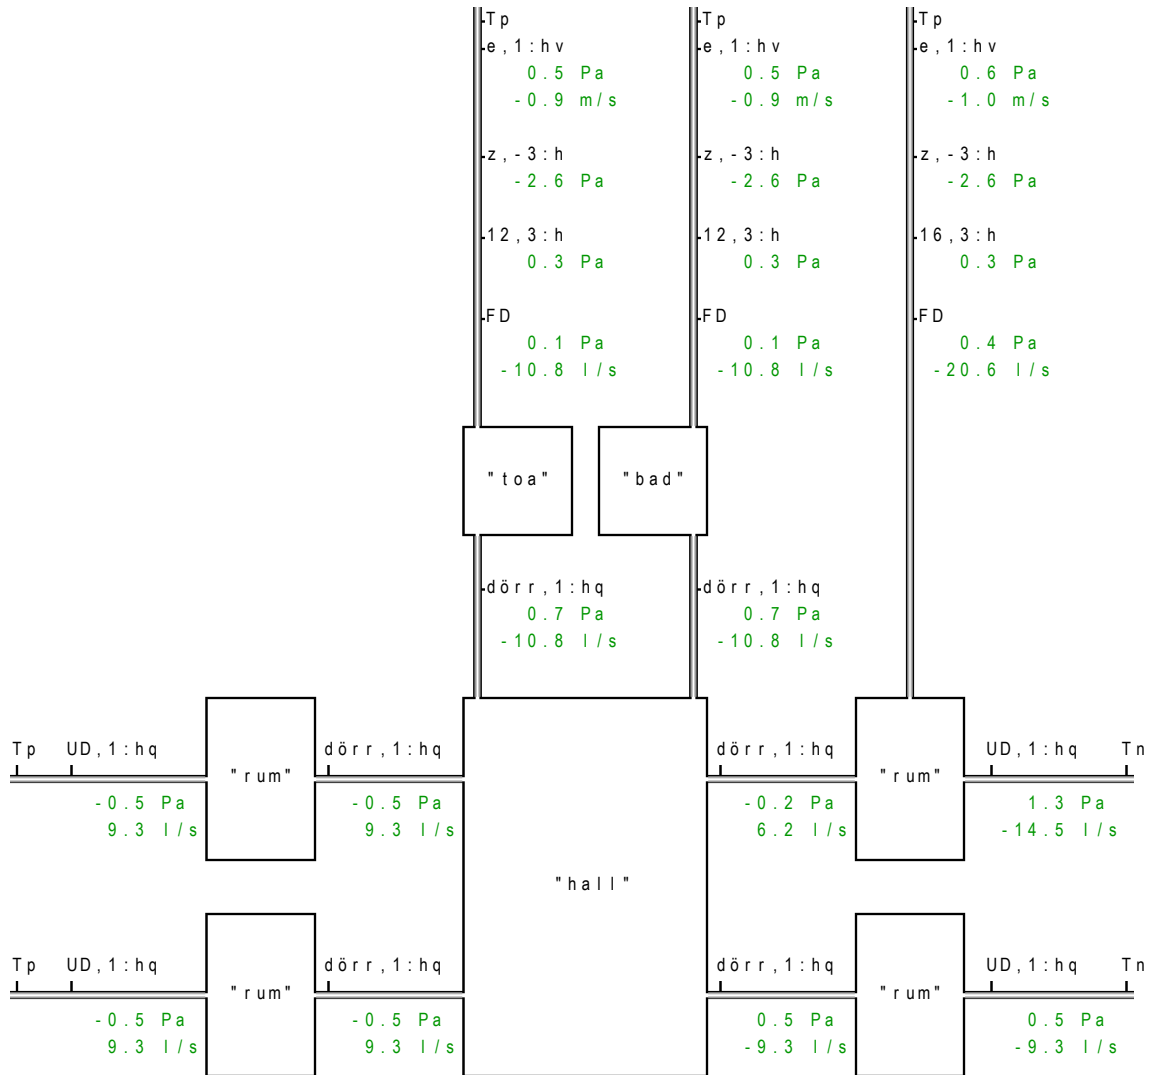 Tp Tp Tp
e,1:hv e,1:hv e,1:hv
0.5 Pa 0.5 Pa 0.6 Pa
-0.9 m/s -0.9 m/s -1.0 m/s
z,-3:h z,-3:h z,-3:h
-2.6 Pa -2.6 Pa -2.6 Pa
12,3:h 12,3:h 16,3:h
0.3 Pa 0.3 Pa 0.3 Pa
FD FD FD
0.1 Pa 0.1 Pa 0.4 Pa
-10.8 l/s -10.8 l/s -20.6 l/s
"toa" "bad"
dörr,1:hq dörr,1:hq
0.7 Pa 0.7 Pa
-10.8 l/s -10.8 l/s
Tp UD,1:hq dörr,1:hq dörr,1:hq UD,1:hq Tn
"rum" "rum"
-0.5 Pa -0.5 Pa -0.2 Pa 1.3 Pa
9.3 l/s 9.3 l/s 6.2 l/s -14.5 l/s
"hall"
Tp UD,1:hq dörr,1:hq dörr,1:hq UD,1:hq Tn
"rum" "rum"
-0.5 Pa -0.5 Pa 0.5 Pa 0.5 Pa
9.3 l/s 9.3 l/s -9.3 l/s -9.3 l/s